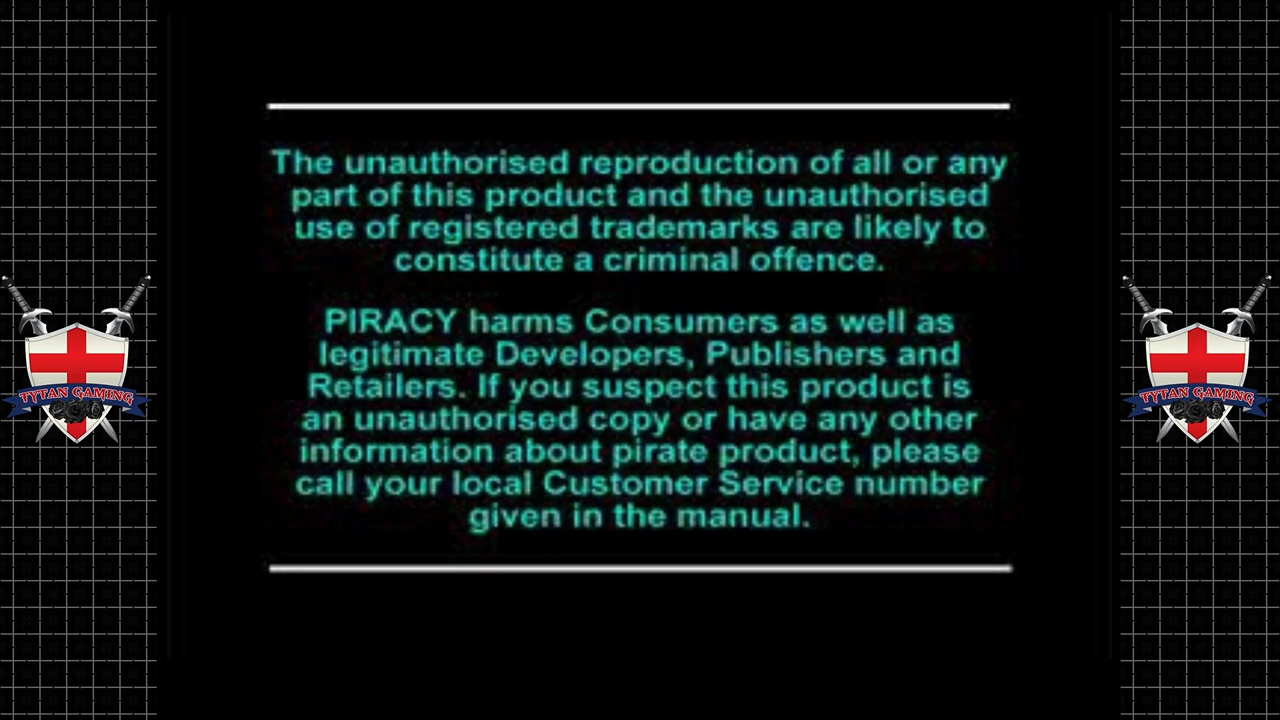 The unauthorised reproduction of all or any
part of this product and the unauthorised
use of registered trademarks are likely to
constitute a criminal offence.
PIRACY harms Consumers as well as
legitimate Developers, Publishers and
Retailers. If you suspect this product is
an unauthorised copy or have any other
information about pirate product, please
call your local Customer Service number
given in the manual.
TYTAN GAMING
TYTAN GAMING